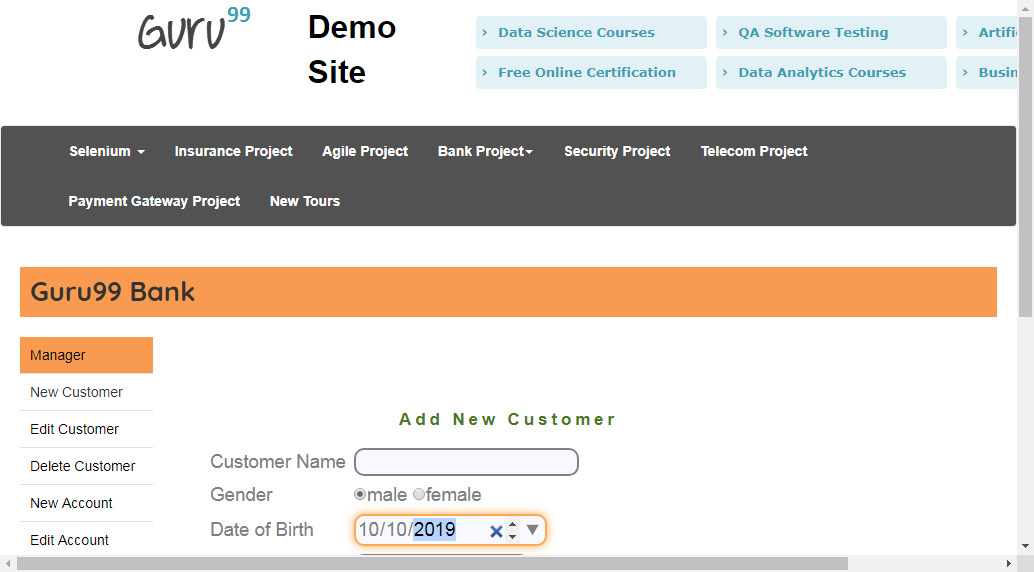 Guru99
Demo
Site
Data Science Courses
QA Software Testing
Artifi
Free Online Certification
Data Analytics Courses
Busin
Selenium
Insurance Project
Agile Project
Bank Project
Security Project
Telecom Project
Payment Gateway Project
New Tours
Guru99 Bank
Manager
New Customer
Edit Customer
Delete Customer
New Account
Edit Account
Add New Customer
Customer Name
Gender male female
Date of Birth 10/10/2019